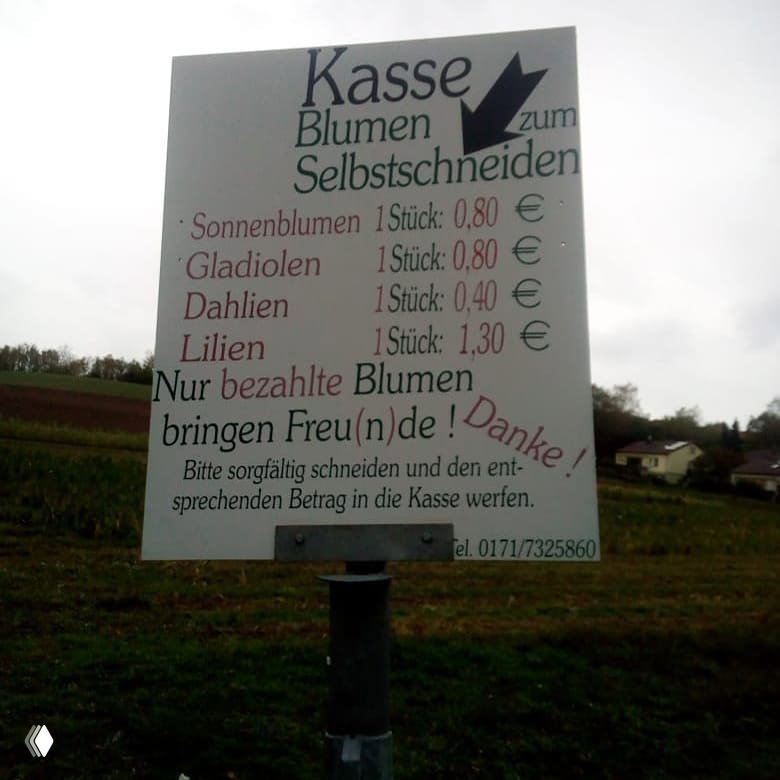 Kasse
Blumen zum
Selbstschneiden
Sonnenblumen 1 Stück: 0,80 €
Gladiolen 1 Stück: 0,80 €
Dahlien 1 Stück: 0,40 €
Lilien 1 Stück: 1,30 €
Nur bezahlte Blumen
bringen Freu(n)de !
Danke !
Bitte sorgfältig schneiden und den ent-
sprechenden Betrag in die Kasse werfen.
Tel. 0171/7325860